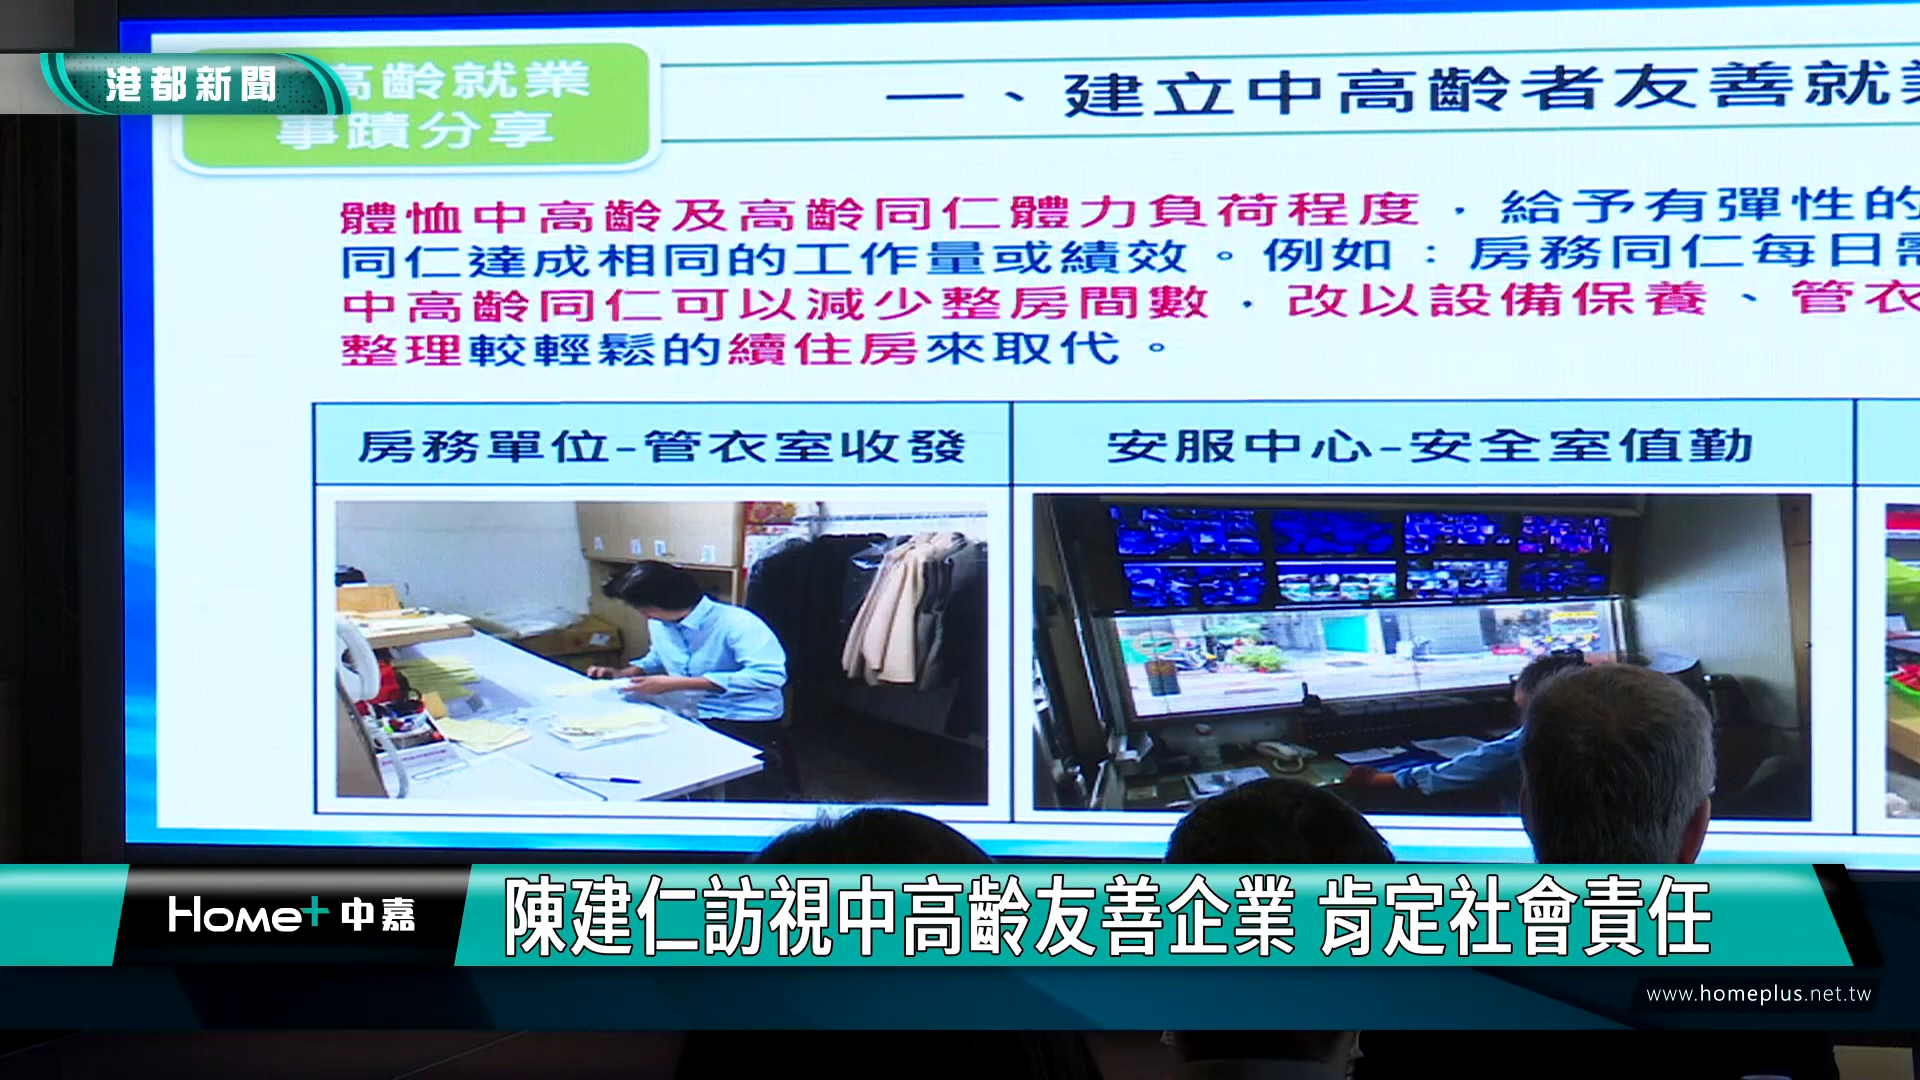 港都新聞
高齡就業
事蹟分享
一、建立中高齡者友善就
體恤中高齡及高齡同仁體力負荷程度，給予有彈性的
同仁達成相同的工作量或績效。例如：房務同仁每日需
中高齡同仁可以減少整房間數，改以設備保養、管衣
整理較輕鬆的續住房來取代。
房務單位-管衣室收發
安服中心-安全室值勤
Home+ 中嘉
陳建仁訪視中高齡友善企業 肯定社會責任
www.homeplus.net.tw